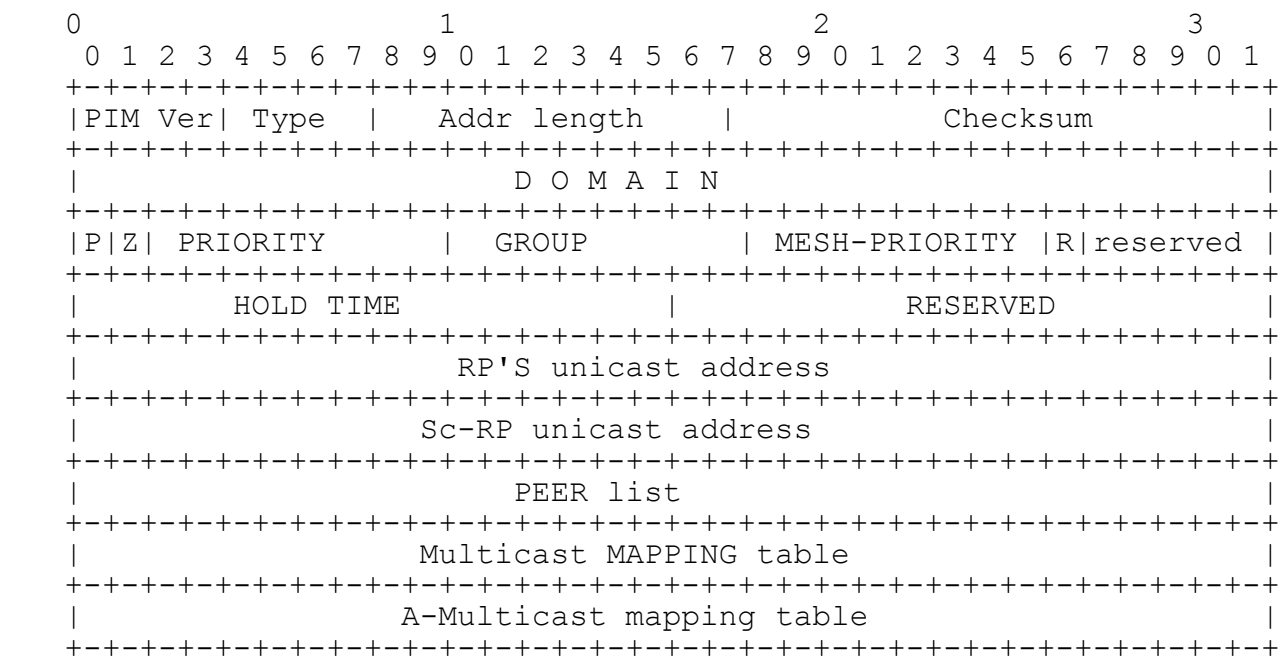 0                   1                   2                   3
 0 1 2 3 4 5 6 7 8 9 0 1 2 3 4 5 6 7 8 9 0 1 2 3 4 5 6 7 8 9 0 1
+-+-+-+-+-+-+-+-+-+-+-+-+-+-+-+-+-+-+-+-+-+-+-+-+-+-+-+-+-+-+-+-+
|PIM Ver| Type  |   Addr length    |           Checksum         |
+-+-+-+-+-+-+-+-+-+-+-+-+-+-+-+-+-+-+-+-+-+-+-+-+-+-+-+-+-+-+-+-+
|                       D O M A I N                             |
+-+-+-+-+-+-+-+-+-+-+-+-+-+-+-+-+-+-+-+-+-+-+-+-+-+-+-+-+-+-+-+-+
|P|Z| PRIORITY      |  GROUP        | MESH-PRIORITY |R|reserved |
+-+-+-+-+-+-+-+-+-+-+-+-+-+-+-+-+-+-+-+-+-+-+-+-+-+-+-+-+-+-+-+-+
|        HOLD TIME              |            RESERVED           |
+-+-+-+-+-+-+-+-+-+-+-+-+-+-+-+-+-+-+-+-+-+-+-+-+-+-+-+-+-+-+-+-+
|                    RP'S unicast address                       |
+-+-+-+-+-+-+-+-+-+-+-+-+-+-+-+-+-+-+-+-+-+-+-+-+-+-+-+-+-+-+-+-+
|                  Sc-RP unicast address                        |
+-+-+-+-+-+-+-+-+-+-+-+-+-+-+-+-+-+-+-+-+-+-+-+-+-+-+-+-+-+-+-+-+
|                       PEER list                               |
+-+-+-+-+-+-+-+-+-+-+-+-+-+-+-+-+-+-+-+-+-+-+-+-+-+-+-+-+-+-+-+-+
|                  Multicast MAPPING table                      |
+-+-+-+-+-+-+-+-+-+-+-+-+-+-+-+-+-+-+-+-+-+-+-+-+-+-+-+-+-+-+-+-+
|                 A-Multicast mapping table                     |
+-+-+-+-+-+-+-+-+-+-+-+-+-+-+-+-+-+-+-+-+-+-+-+-+-+-+-+-+-+-+-+-+